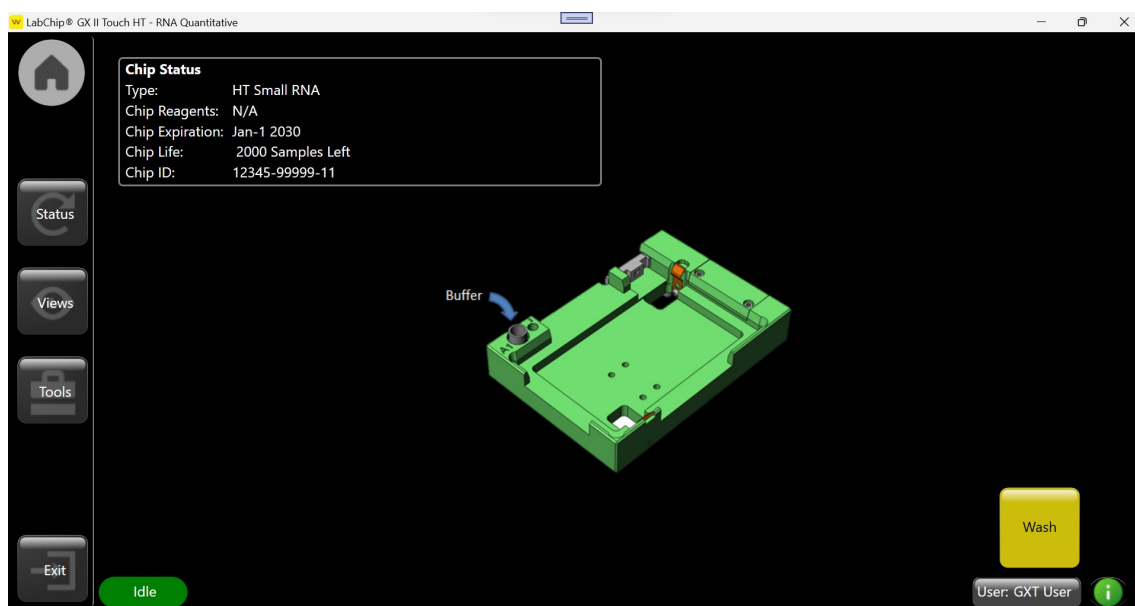 LabChip® GX II Touch HT - RNA Quantitative
Chip Status
Type: HT Small RNA
Chip Reagents: N/A
Chip Expiration: Jan-1 2030
Chip Life: 2000 Samples Left
Chip ID: 12345-99999-11
Status
Views
Buffer
A1
Tools
Wash
Exit
Idle
User: GXT User